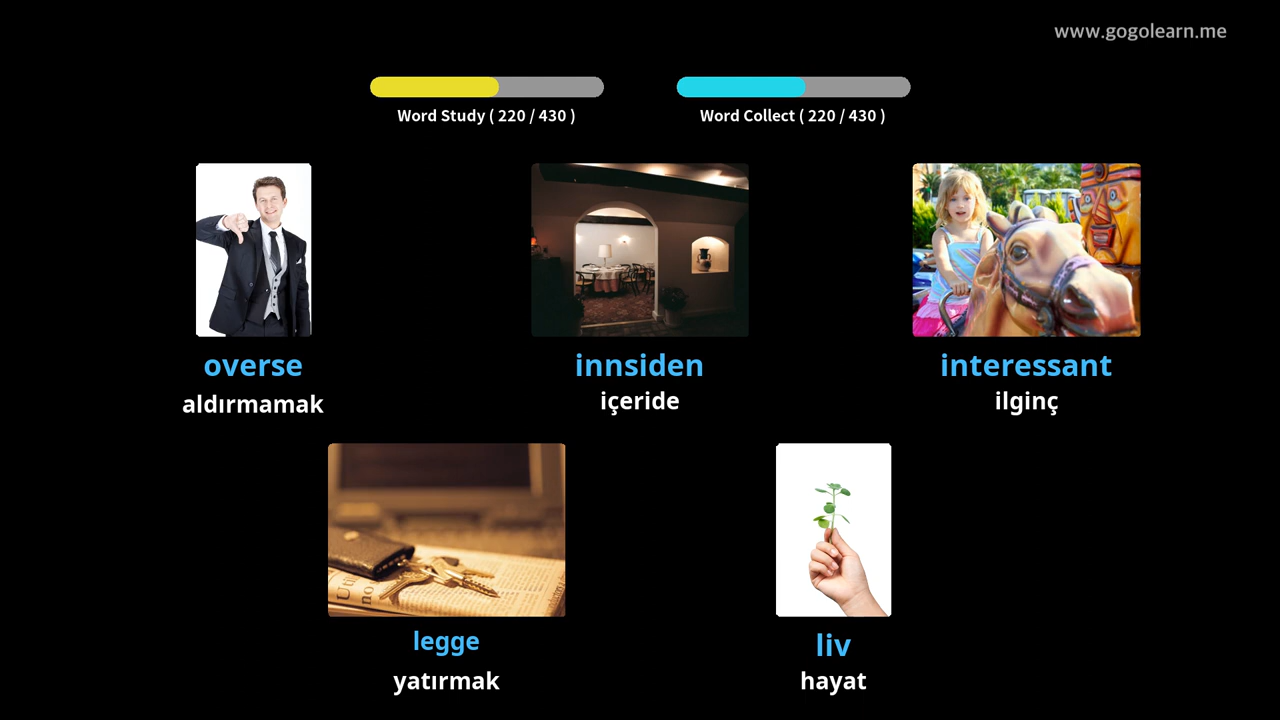 www.gogolearn.me
Word Study ( 220 / 430 )
Word Collect ( 220 / 430 )
overse
aldırmamak
innsiden
içeride
interessant
ilginç
legge
yatırmak
liv
hayat